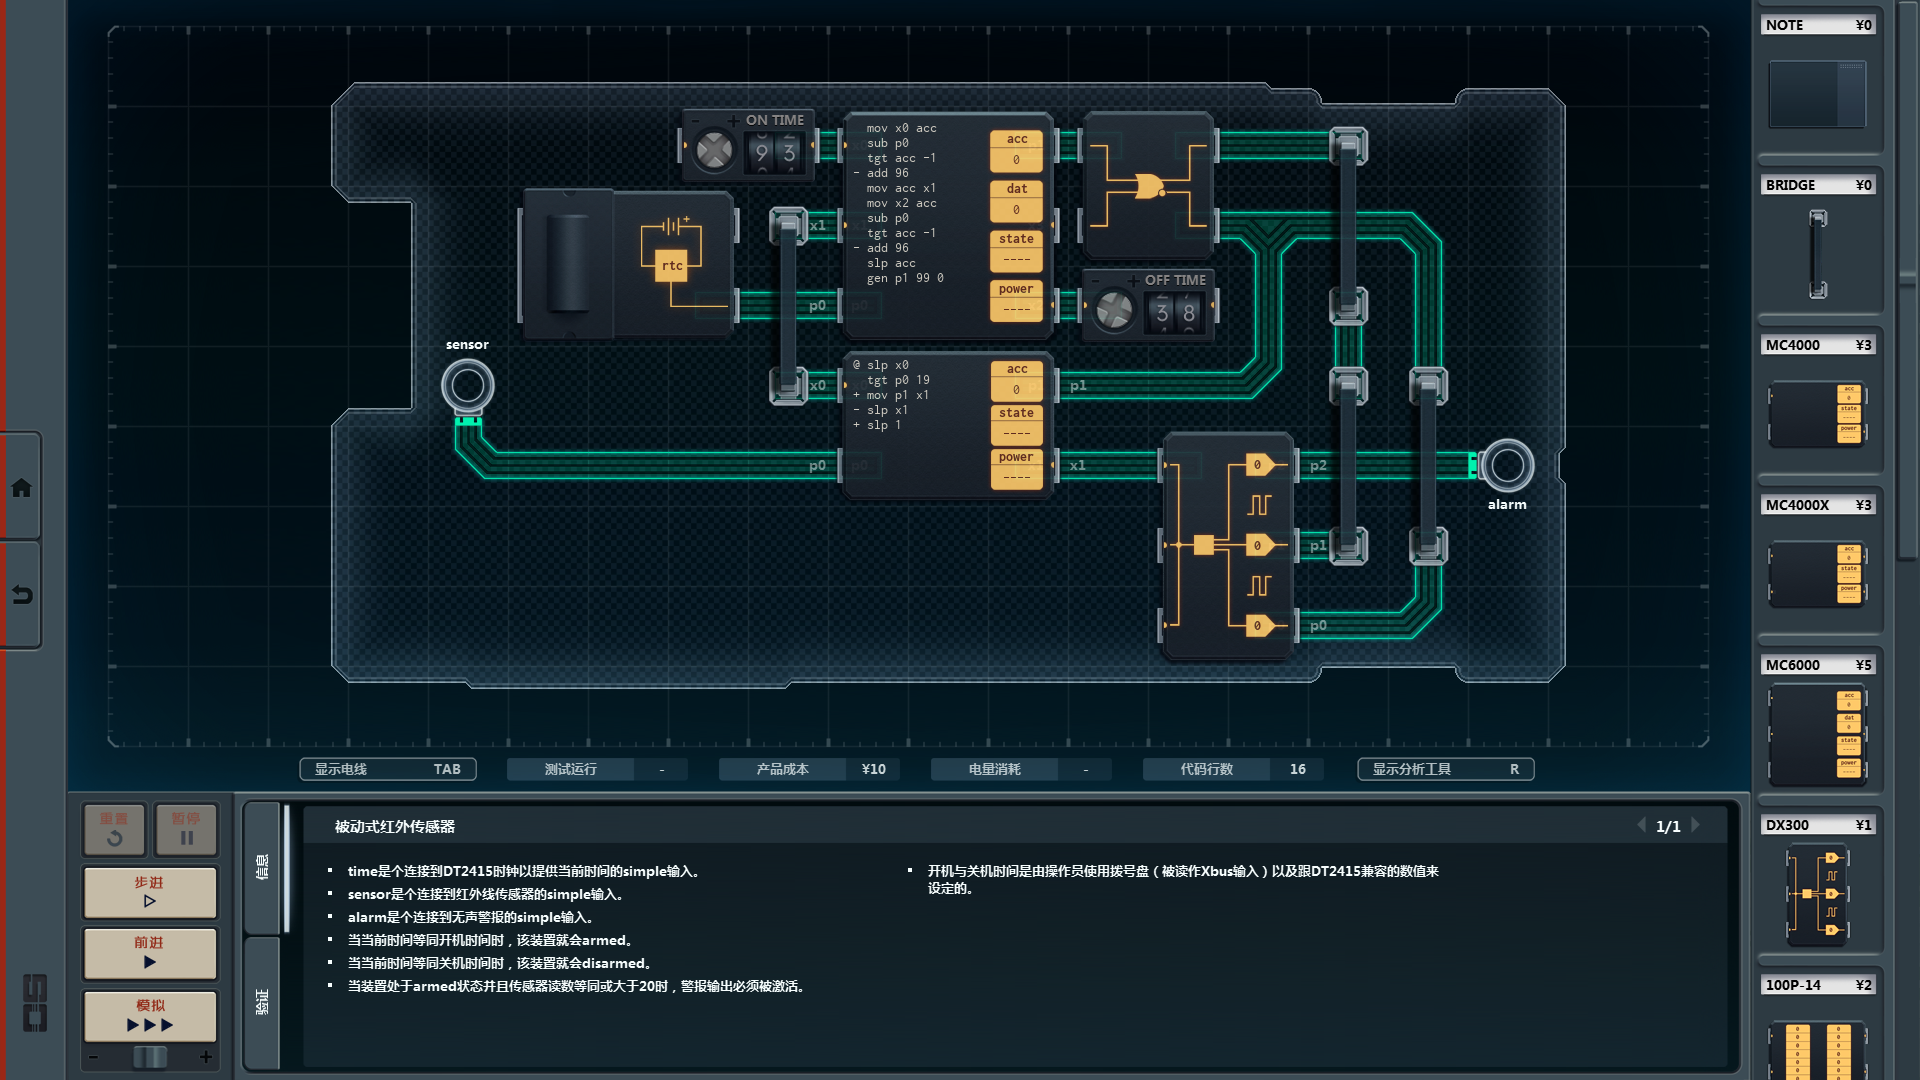 NOTE ¥0
ON TIME
9 3
mov x0 acc
sub p0
tgt acc -1
- add 96
mov acc x1
mov x2 acc
sub p0
tgt acc -1
- add 96
slp acc
gen p1 99 0
acc
0
dat
0
state
----
power
----
x1
p0
rtc
OFF TIME
3 8
BRIDGE ¥0
sensor
@ slp x0
tgt p0 19
+ mov p1 x1
- slp x1
+ slp 1
acc
0
state
----
power
----
x0
p0
p1
x1
0
0
0
p2
p1
p0
alarm
MC4000 ¥3
acc
0
state
----
power
----
MC4000X ¥3
acc
0
state
----
power
----
MC6000 ¥5
acc
0
dat
0
state
----
power
----
DX300 ¥1
0
0
0
100P-14 ¥2
显示电线 TAB
测试运行 -
产品成本 ¥10
电量消耗 -
代码行数 16
显示分析工具 R
重置
暂停
步进
前进
模拟
- +
信息
验证
被动式红外传感器
1/1
▪ time是个连接到DT2415时钟以提供当前时间的simple输入。
▪ sensor是个连接到红外线传感器的simple输入。
▪ alarm是个连接到无声警报的simple输入。
▪ 当当前时间等同开机时间时，该装置就会armed。
▪ 当当前时间等同关机时间时，该装置就会disarmed。
▪ 当装置处于armed状态并且传感器读数等同或大于20时，警报输出必须被激活。
▪ 开机与关机时间是由操作员使用拨号盘（被读作Xbus输入）以及跟DT2415兼容的数值来
设定的。